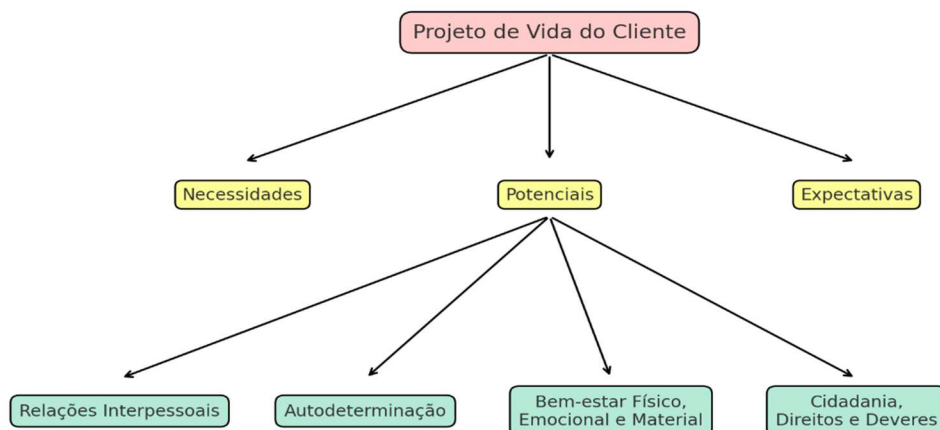 Projeto de Vida do Cliente
Necessidades
Potenciais
Expectativas
Relações Interpessoais
Autodeterminação
Bem-estar Físico,
Emocional e Material
Cidadania,
Direitos e Deveres